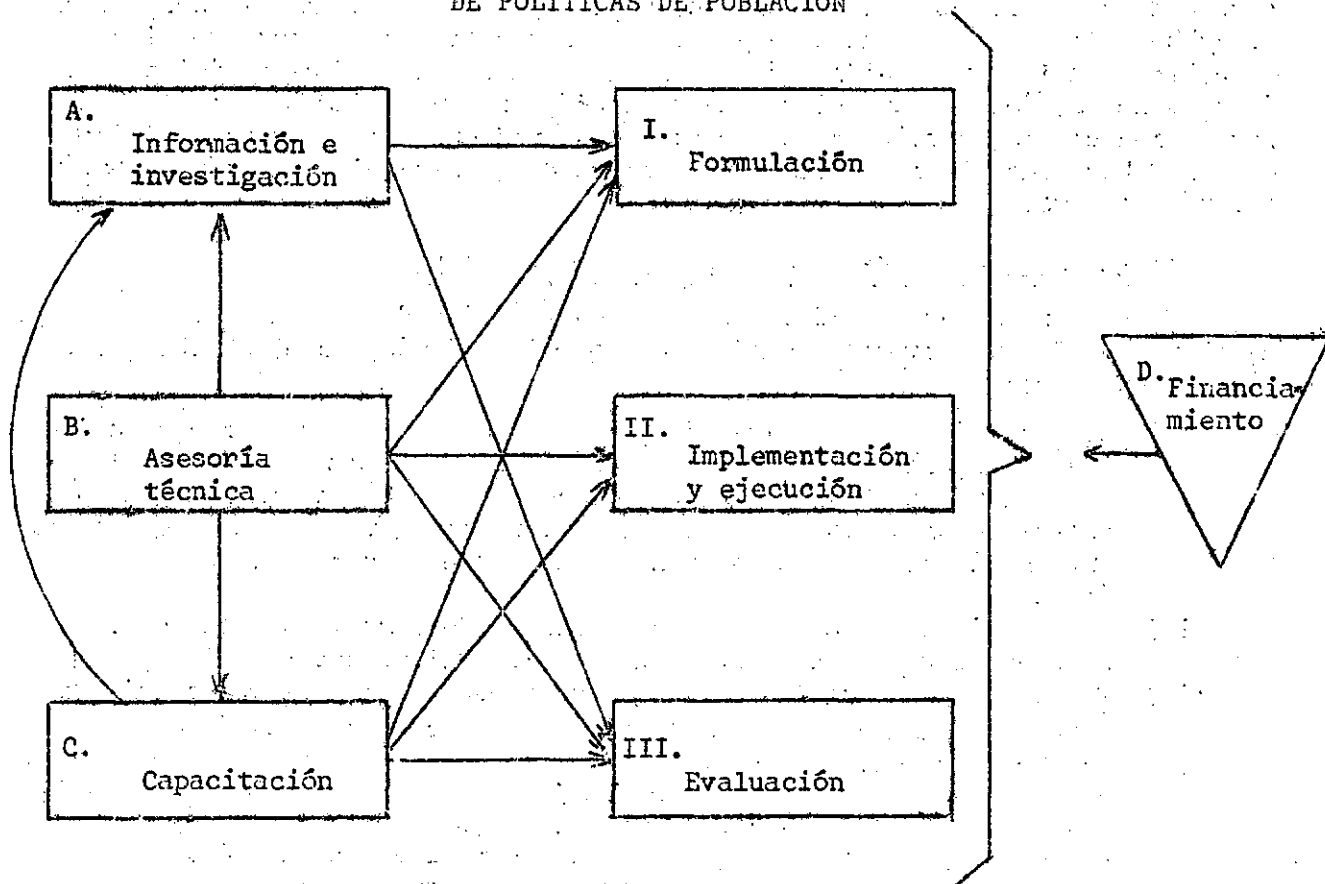 DE POLITICAS DE POBLACION
A.
Información e
investigación
I.
Formulación
B.
Asesoría
técnica
II.
Implementación
y ejecución
D.
Financia-
miento
C.
Capacitación
III.
Evaluación